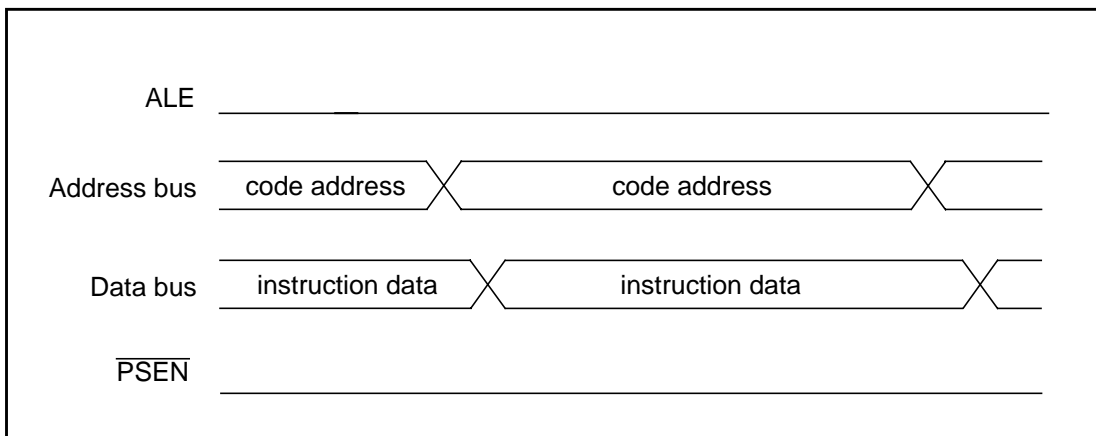 ALE
Address bus code address code address
Data bus instruction data instruction data
PSEN